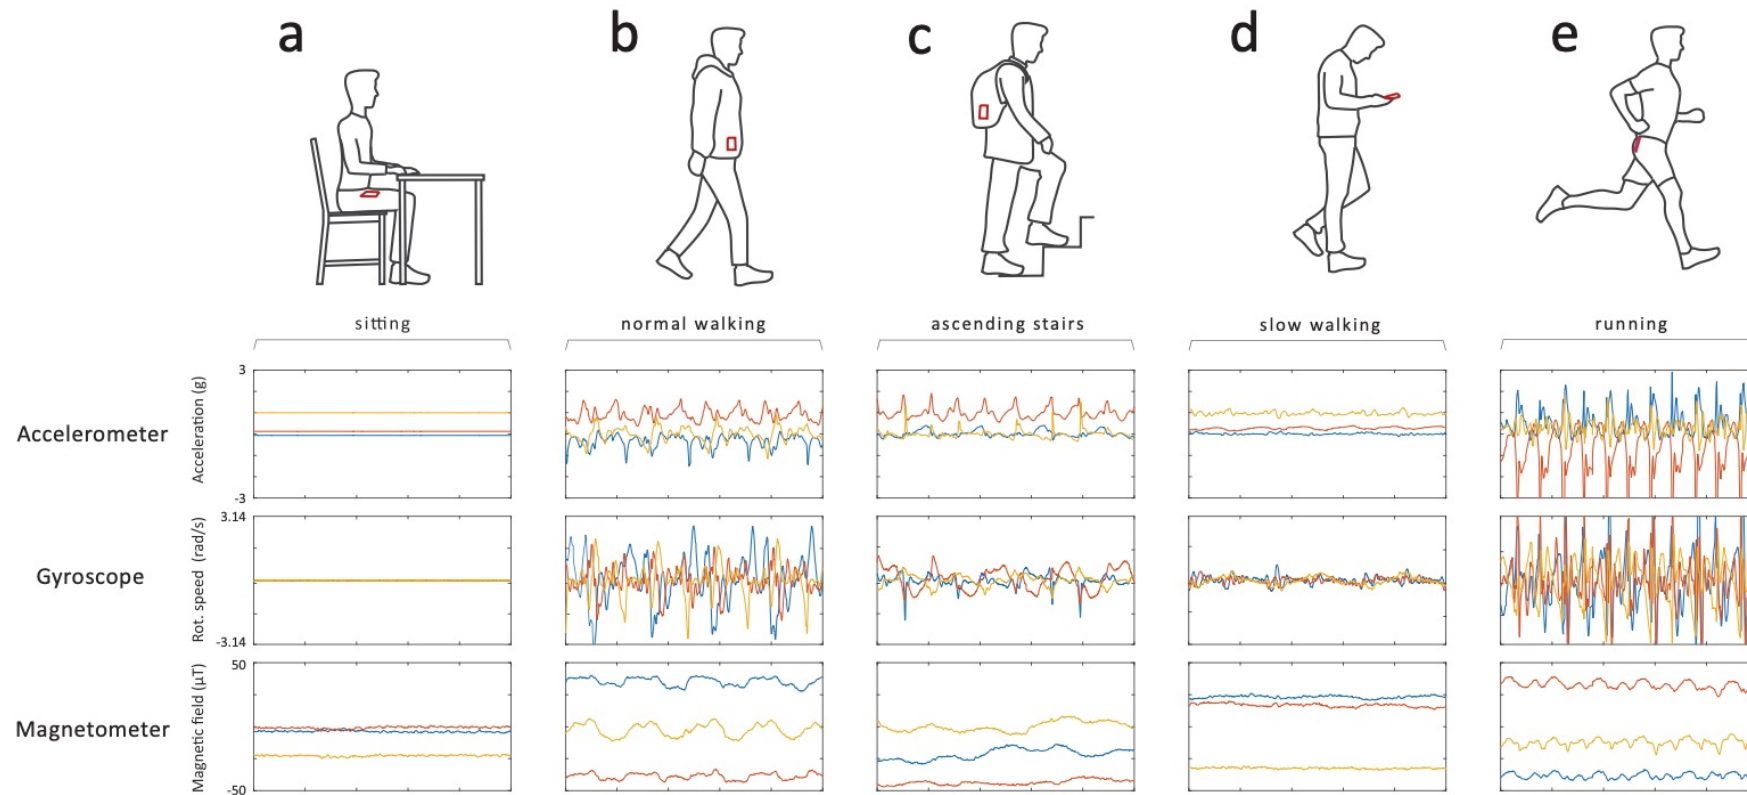 a b c d e
sitting normal walking ascending stairs slow walking running
Accelerometer
Acceleration (g)
3
-3
Gyroscope
Rot. speed (rad/s)
3.14
-3.14
Magnetometer
Magnetic field (μT)
50
-50